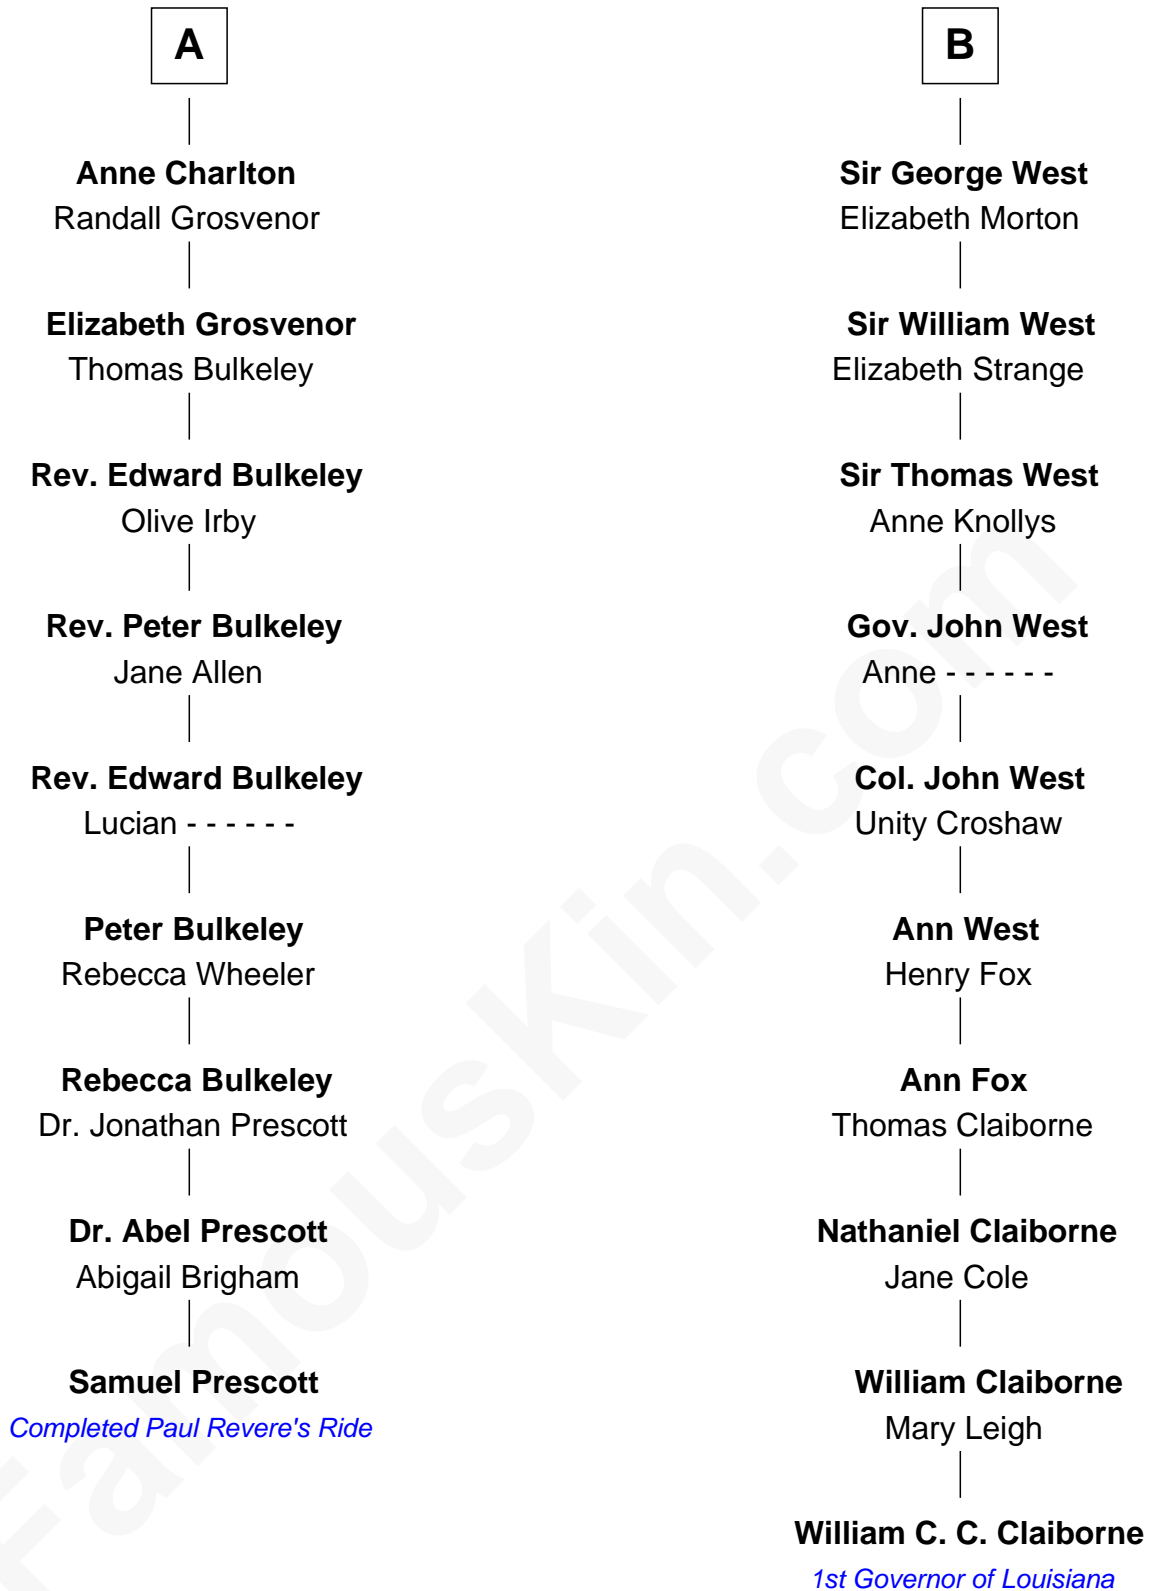 A
Anne Charlton
Randall Grosvenor
Elizabeth Grosvenor
Thomas Bulkeley
Rev. Edward Bulkeley
Olive Irby
Rev. Peter Bulkeley
Jane Allen
Rev. Edward Bulkeley
Lucian - - - - - -
Peter Bulkeley
Rebecca Wheeler
Rebecca Bulkeley
Dr. Jonathan Prescott
Dr. Abel Prescott
Abigail Brigham
Samuel Prescott
Completed Paul Revere's Ride
B
Sir George West
Elizabeth Morton
Sir William West
Elizabeth Strange
Sir Thomas West
Anne Knollys
Gov. John West
Anne - - - - - -
Col. John West
Unity Croshaw
Ann West
Henry Fox
Ann Fox
Thomas Claiborne
Nathaniel Claiborne
Jane Cole
William Claiborne
Mary Leigh
William C. C. Claiborne
1st Governor of Louisiana
FamousKin.com